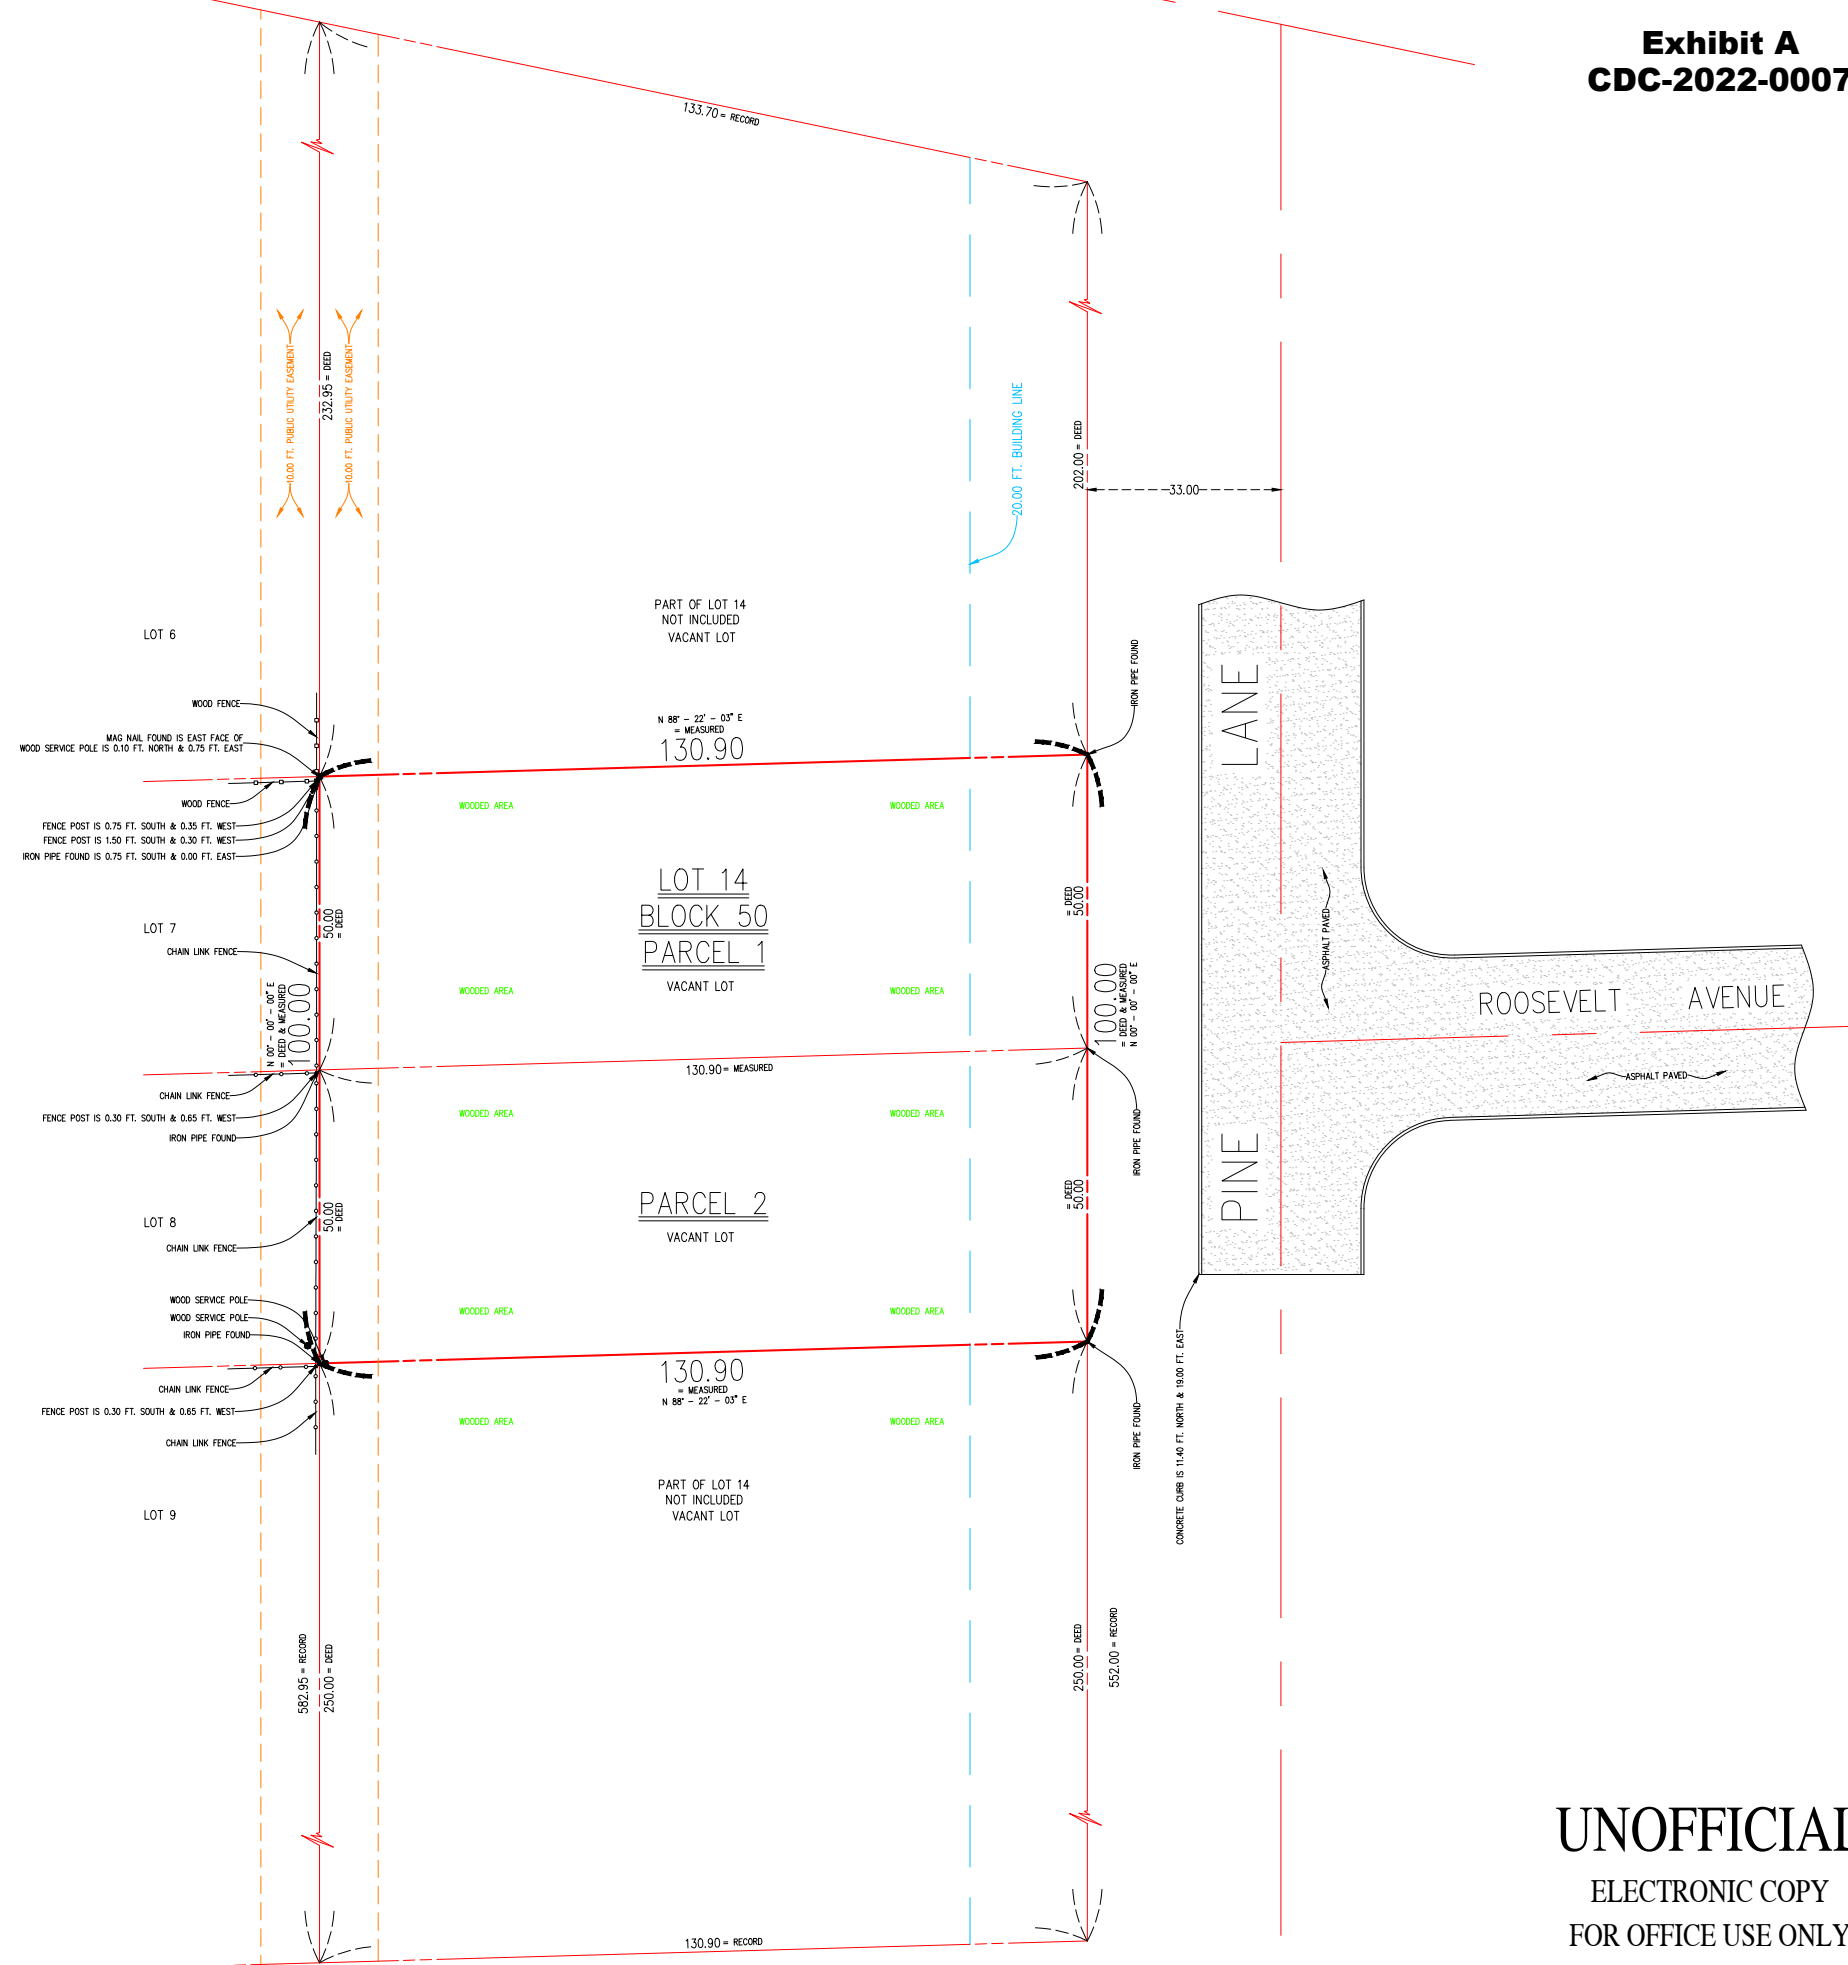 Exhibit A
CDC-2022-0007
133.70 = RECORD
10.00 FT. PUBLIC UTILITY EASEMENT
232.95 = DEED
10.00 FT. PUBLIC UTILITY EASEMENT
20.00 FT. BUILDING LINE
202.00 = DEED
33.00
LOT 6
PART OF LOT 14
NOT INCLUDED
VACANT LOT
IRON PIPE FOUND
WOOD FENCE
MAG NAIL FOUND IS EAST FACE OF
WOOD SERVICE POLE IS 0.10 FT. NORTH & 0.75 FT. EAST
N 88° - 22' - 03" E
= MEASURED
130.90
WOOD FENCE
FENCE POST IS 0.75 FT. SOUTH & 0.35 FT. WEST
FENCE POST IS 1.50 FT. SOUTH & 0.30 FT. WEST
IRON PIPE FOUND IS 0.75 FT. SOUTH & 0.00 FT. EAST
WOODED AREA
WOODED AREA
LOT 14
BLOCK 50
PARCEL 1
VACANT LOT
50.00
= DEED
= DEED
50.00
LOT 7
CHAIN LINK FENCE
WOODED AREA
WOODED AREA
N 00° - 00' - 00" E
= DEED & MEASURED
100.00
100.00
= DEED & MEASURED
N 00° - 00' - 00" E
LANE
PINE
ASPHALT PAVED
ROOSEVELT AVENUE
ASPHALT PAVED
130.90 = MEASURED
CHAIN LINK FENCE
FENCE POST IS 0.30 FT. SOUTH & 0.65 FT. WEST
IRON PIPE FOUND
WOODED AREA
WOODED AREA
IRON PIPE FOUND
PARCEL 2
VACANT LOT
50.00
= DEED
= DEED
50.00
LOT 8
CHAIN LINK FENCE
WOOD SERVICE POLE
WOOD SERVICE POLE
IRON PIPE FOUND
WOODED AREA
WOODED AREA
130.90
= MEASURED
N 88° - 22' - 03" E
CHAIN LINK FENCE
FENCE POST IS 0.30 FT. SOUTH & 0.65 FT. WEST
CHAIN LINK FENCE
WOODED AREA
WOODED AREA
IRON PIPE FOUND
CONCRETE CURB IS 11.40 FT. NORTH & 19.00 FT. EAST
LOT 9
PART OF LOT 14
NOT INCLUDED
VACANT LOT
582.95 = RECORD
250.00 = DEED
250.00 = DEED
552.00 = RECORD
130.90 = RECORD
UNOFFICIAL
ELECTRONIC COPY
FOR OFFICE USE ONLY